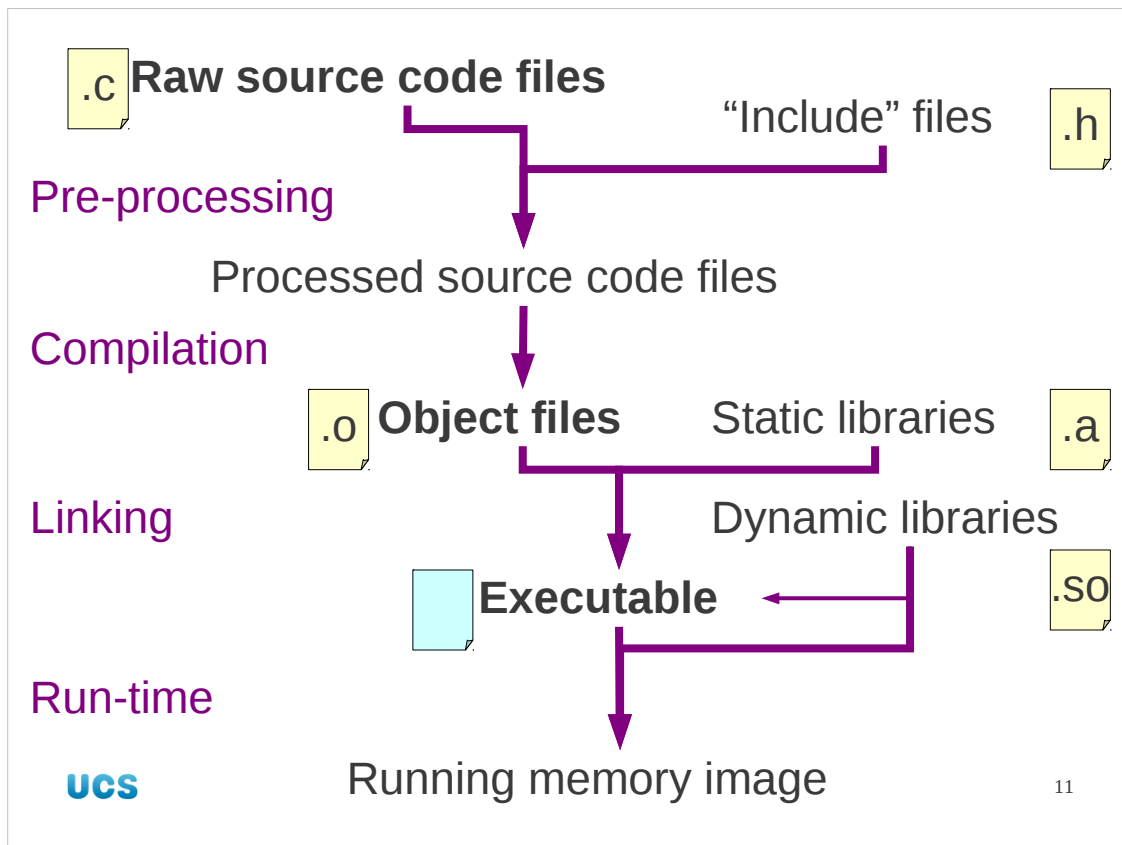 .c Raw source code files
“Include” files .h
Pre-processing
Processed source code files
Compilation
.o Object files Static libraries .a
Linking Dynamic libraries
.so
Executable
Run-time
Running memory image
UCS
11